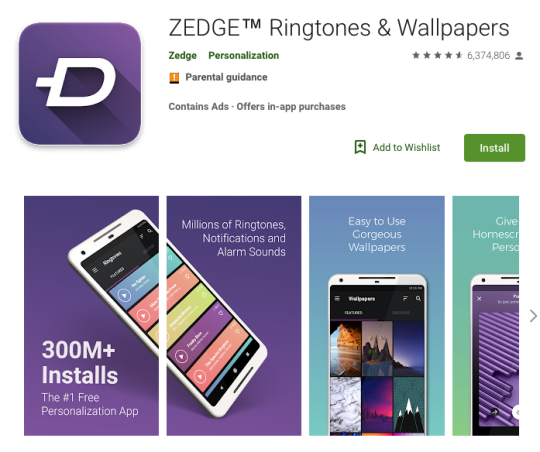 ZEDGE™ Ringtones & Wallpapers
Zedge Personalization
6,374,806
Parental guidance
Contains Ads · Offers in-app purchases
Add to Wishlist
Install
300M+
Installs
The #1 Free
Personalization App
Ringtones
FEATURED
Millions of Ringtones,
Notifications and
Alarm Sounds
Easy to Use
Gorgeous
Wallpapers
Wallpapers
FEATURED
Give
Homescr
Perso